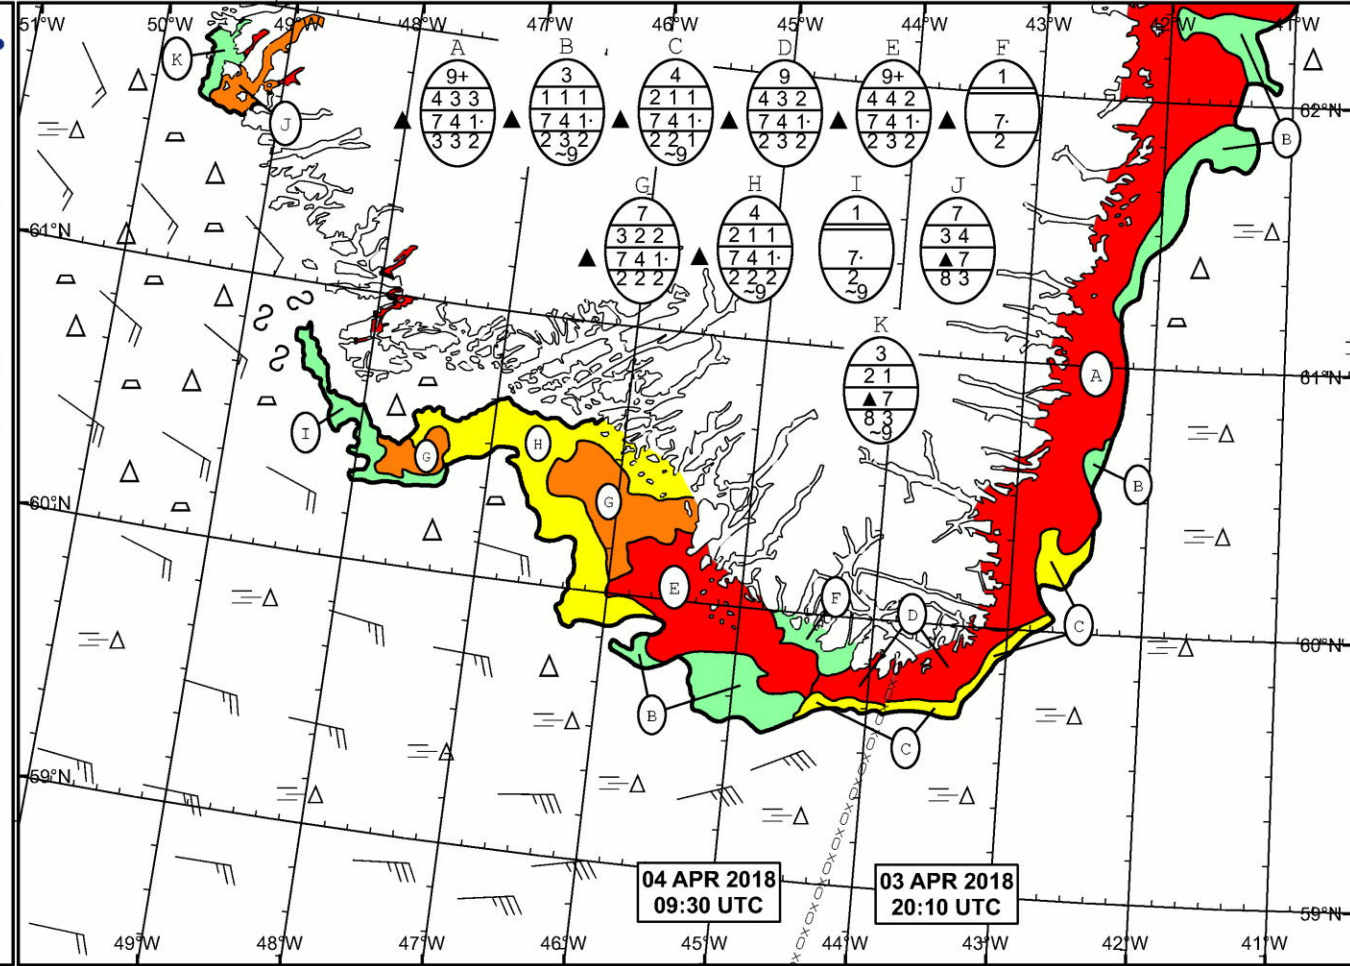 51°W 50°W 49°W 48°W 47°W 46°W 45°W 44°W 43°W 42°W 41°W
K
J
A B C D E F
9+ 3 4 9 9+ 1
4 3 3 1 1 1 2 1 1 4 3 2 4 4 2
7 4 1· 7 4 1· 7 4 1· 7 4 1· 7 4 1· 7·
3 3 2 2 3 2 2 2 1 2 3 2 2 3 2 2
~9 ~9
62°N
B
G H I J
7 4 1 7
3 2 2 2 1 1 3 4
7 4 1· 7 4 1· 7· ▲ 7
2 2 2 2 2 2 2 8 3
~9 ~9
61°N
K
3
2 1
▲ 7
8 3
~9
A
61°N
I
G
H
B
60°N
G
E
F
D
C
60°N
B
C
59°N
04 APR 2018
09:30 UTC
03 APR 2018
20:10 UTC
59°N
49°W 48°W 47°W 46°W 45°W 44°W 43°W 42°W 41°W